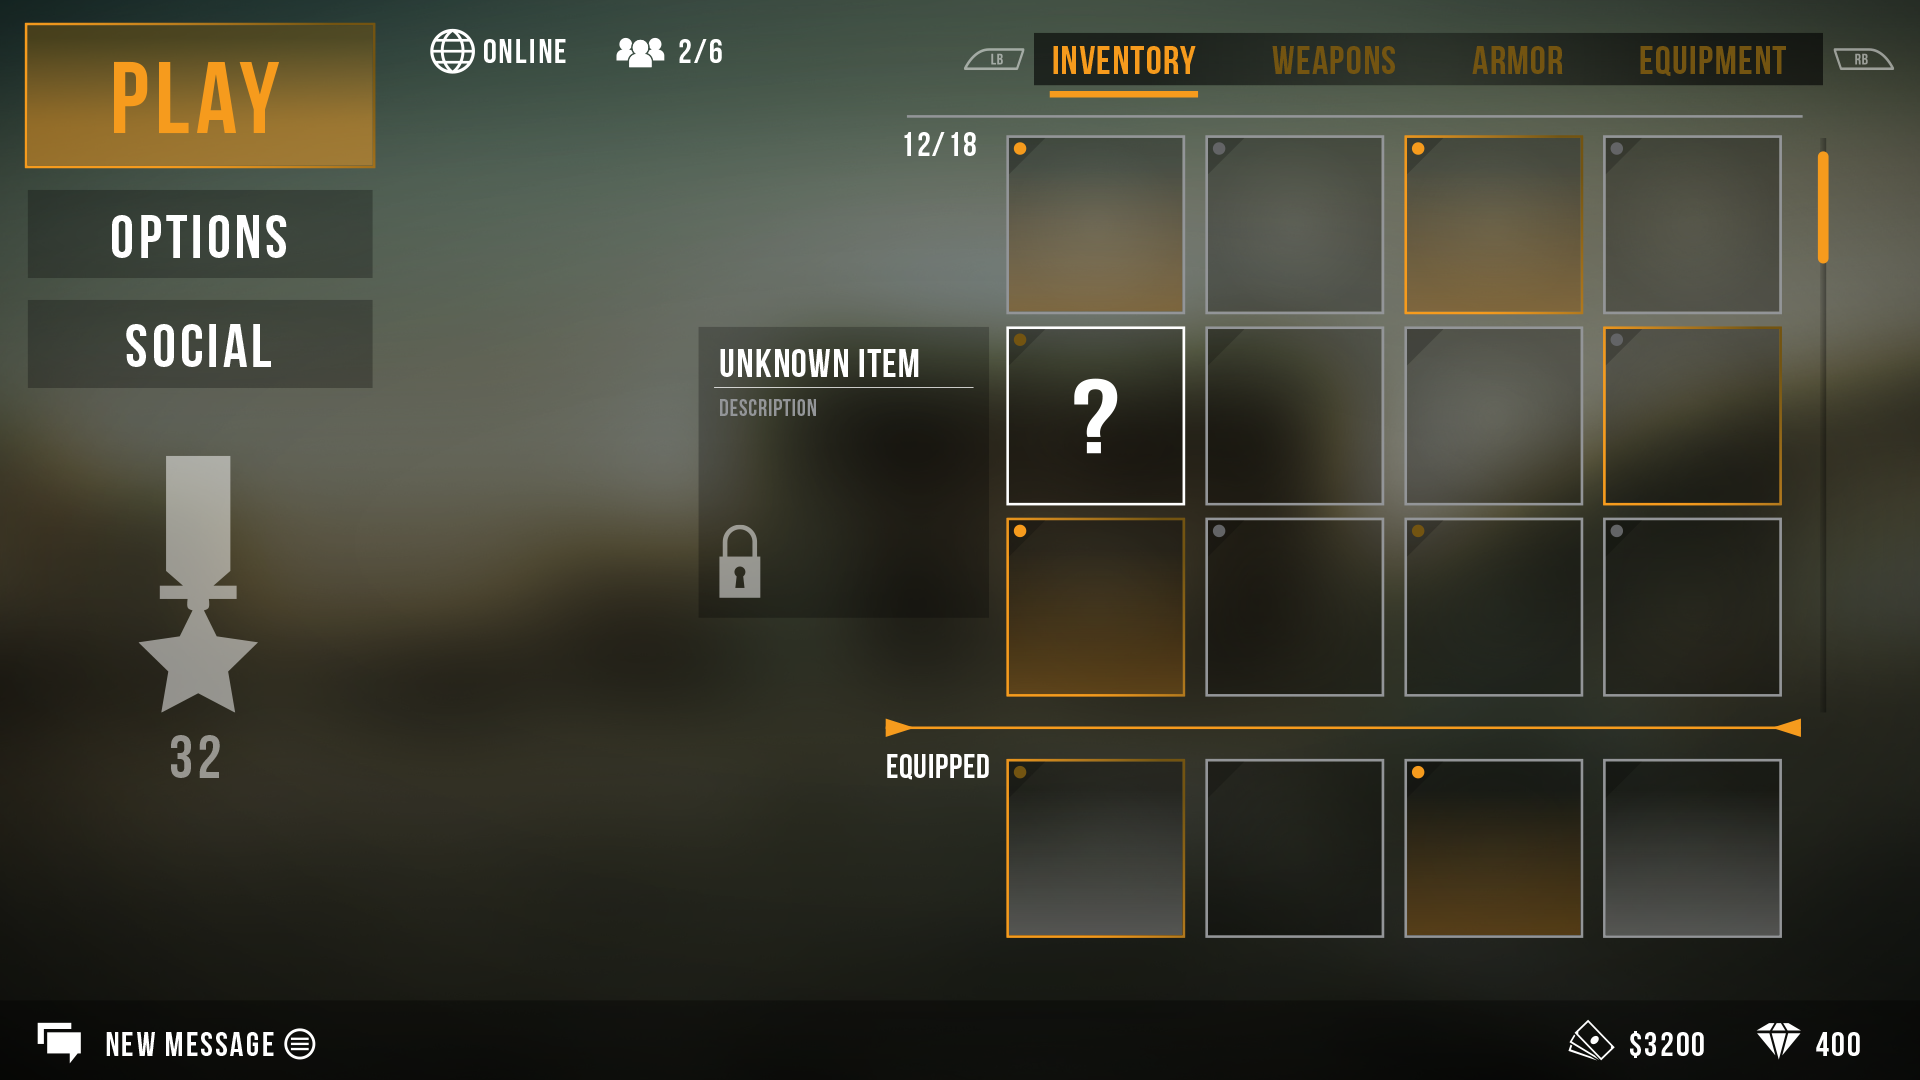 PLAY
OPTIONS
SOCIAL
32
ONLINE
2/6
LB
INVENTORY
WEAPONS
ARMOR
EQUIPMENT
RB
12/18
UNKNOWN ITEM
DESCRIPTION
?
EQUIPPED
NEW MESSAGE
$3200
400